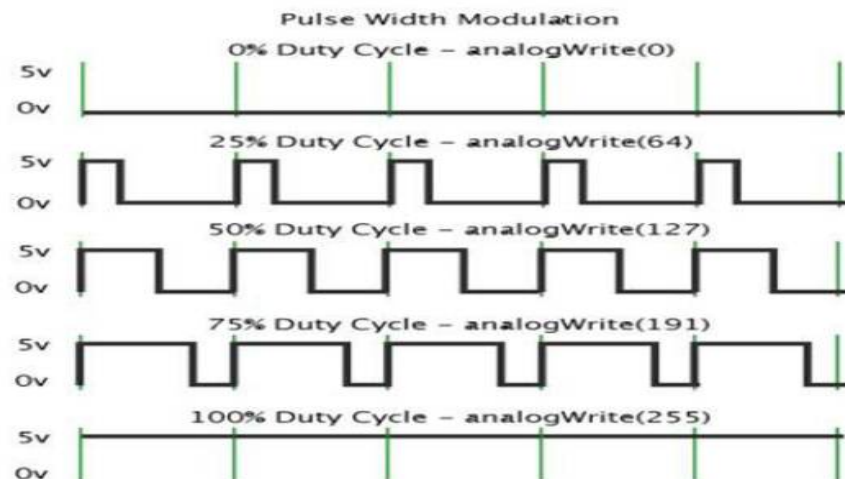 Pulse Width Modulation
0% Duty Cycle – analogWrite(0)
5v
0v
25% Duty Cycle – analogWrite(64)
5v
0v
50% Duty Cycle – analogWrite(127)
5v
0v
75% Duty Cycle – analogWrite(191)
5v
0v
100% Duty Cycle – analogWrite(255)
5v
0v